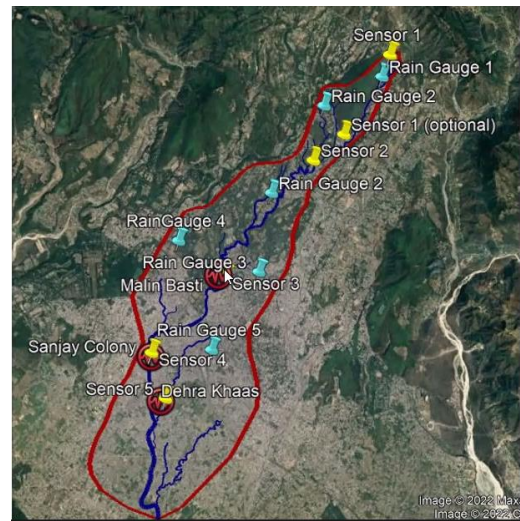 Sensor 1
Rain Gauge 1
Rain Gauge 2
Sensor 1 (optional)
Sensor 2
Rain Gauge 2
RainGauge 4
Rain Gauge 3
Malin Basti
Sensor 3
Rain Gauge 5
Sanjay Colony
Sensor 4
Sensor 5
Dehra Khaas
Image © 2022 Max
Image © 2022 C